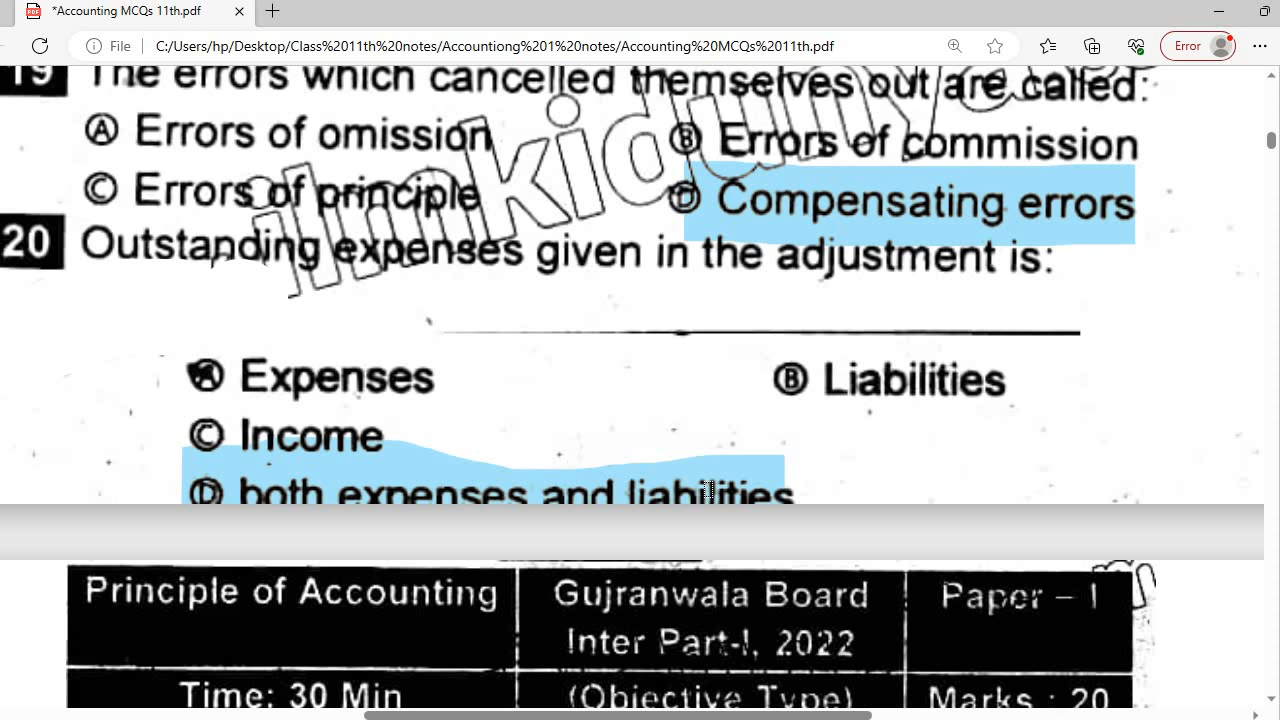 *Accounting MCQs 11th.pdf
File C:/Users/hp/Desktop/Class%2011th%20notes/Accountiong%201%20notes/Accounting%20MCQs%2011th.pdf Error
19 The errors which cancelled themselves out are called:
Ⓐ Errors of omission Ⓑ Errors of commission
Ⓒ Errors of principle Ⓓ Compensating errors
20 Outstanding expenses given in the adjustment is:
Ⓐ Expenses Ⓑ Liabilities
Ⓒ Income
Ⓓ both expenses and liabilities
Principle of Accounting Gujranwala Board Paper – I
Inter Part-I, 2022
Time: 30 Min (Objective Type) Marks : 20
ilmkidunya